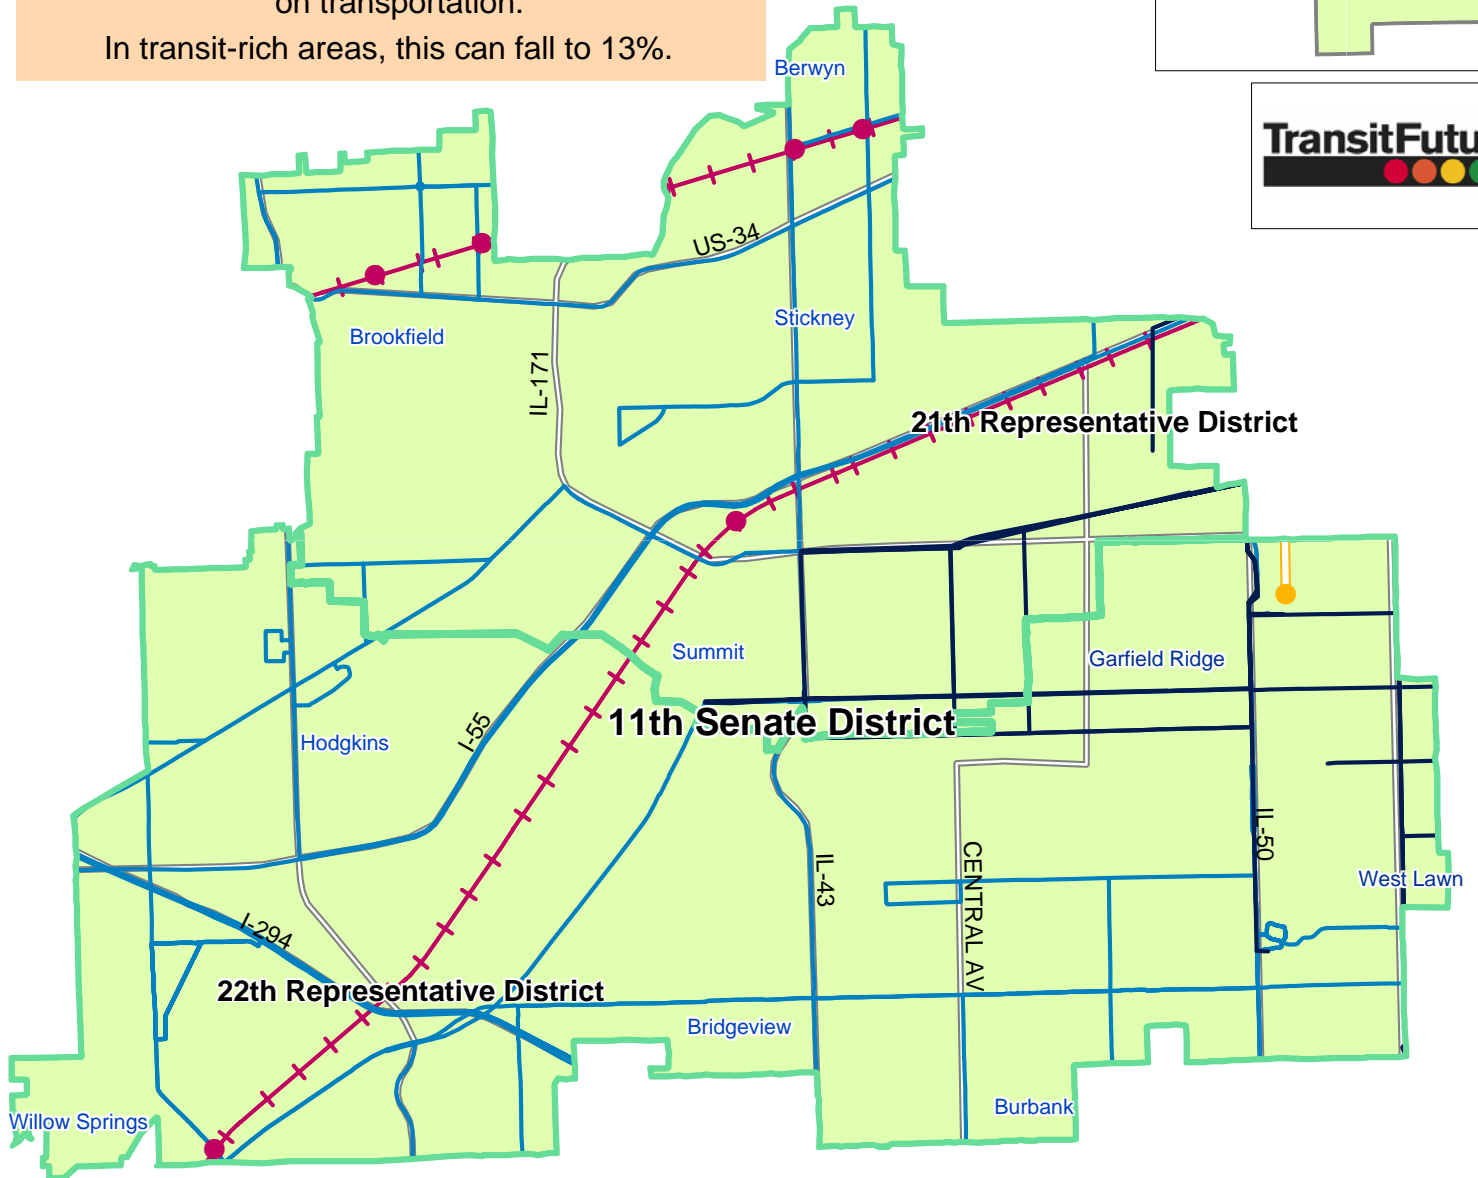 on transportation.
In transit-rich areas, this can fall to 13%.
Berwyn
TransitFutu
US-34
Stickney
Brookfield
IL-171
21th Representative District
Summit
Garfield Ridge
11th Senate District
I-55
Hodgkins
IL-50
IL-43
CENTRAL AV
West Lawn
I-294
22th Representative District
Bridgeview
Burbank
Willow Springs